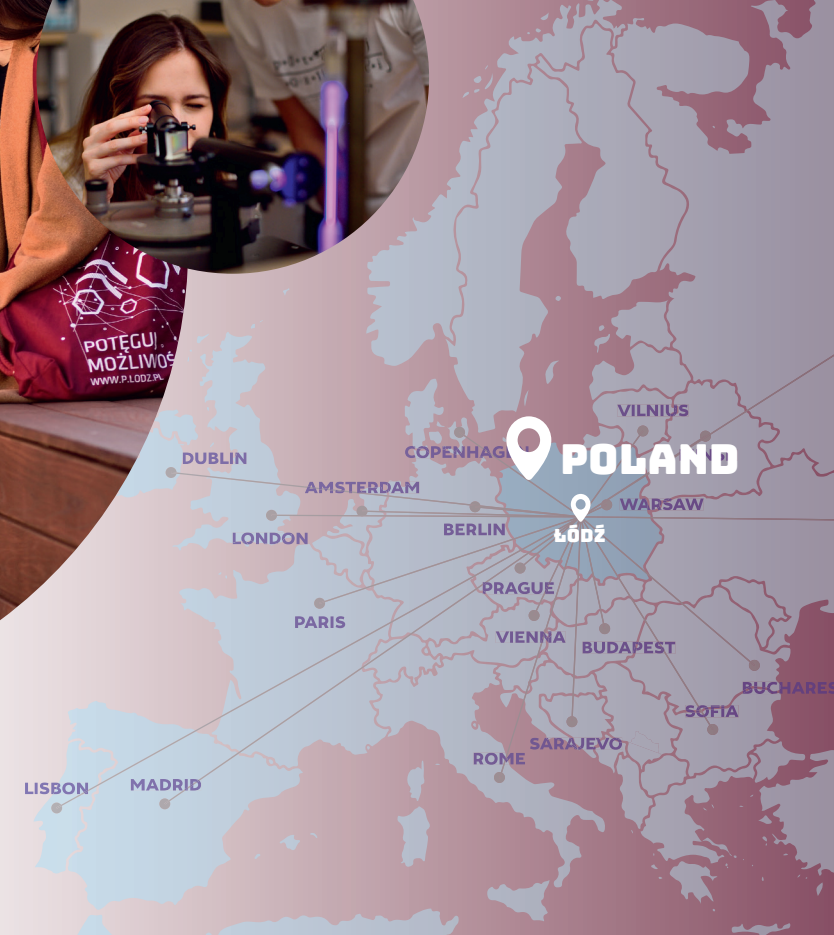 POTĘGUJ
MOŻLIWOŚ
WWW.P.LODZ.PL
VILNIUS
COPENHAGEN
POLAND
DUBLIN
AMSTERDAM
WARSAW
LONDON
BERLIN
ŁÓDŹ
PRAGUE
PARIS
VIENNA
BUDAPEST
BUCHARES
SOFIA
SARAJEVO
ROME
LISBON
MADRID